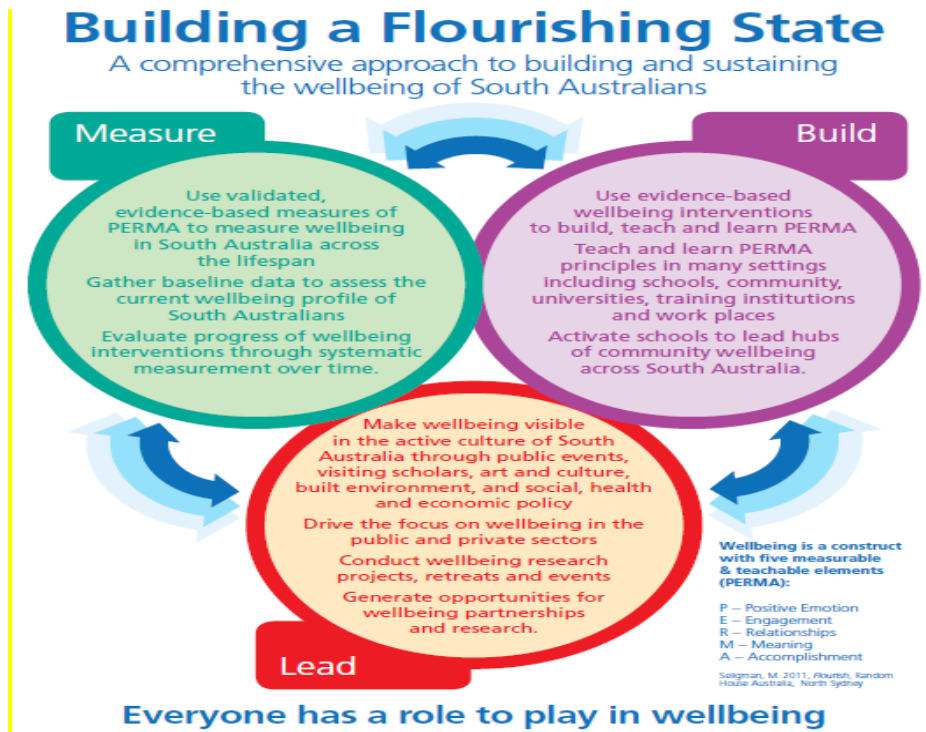 Building a Flourishing State
A comprehensive approach to building and sustaining
the wellbeing of South Australians
Measure
Use validated,
evidence-based measures of
PERMA to measure wellbeing
in South Australia across
the lifespan
Gather baseline data to assess the
current wellbeing profile of
South Australians
Evaluate progress of wellbeing
interventions through systematic
measurement over time.
Build
Use evidence-based
wellbeing interventions
to build, teach and learn PERMA
Teach and learn PERMA
principles in many settings
including schools, community,
universities, training institutions
and work places
Activate schools to lead hubs
of community wellbeing
across South Australia.
Make wellbeing visible
in the active culture of South
Australia through public events,
visiting scholars, art and culture,
built environment, and social, health
and economic policy
Drive the focus on wellbeing in the
public and private sectors
Conduct wellbeing research
projects, retreats and events
Generate opportunities for
wellbeing partnerships
and research.
Lead
Wellbeing is a construct
with five measurable
& teachable elements
(PERMA):
P – Positive Emotion
E – Engagement
R – Relationships
M – Meaning
A – Accomplishment
Seligman, M. 2011, Flourish, Random
House Australia, North Sydney
Everyone has a role to play in wellbeing